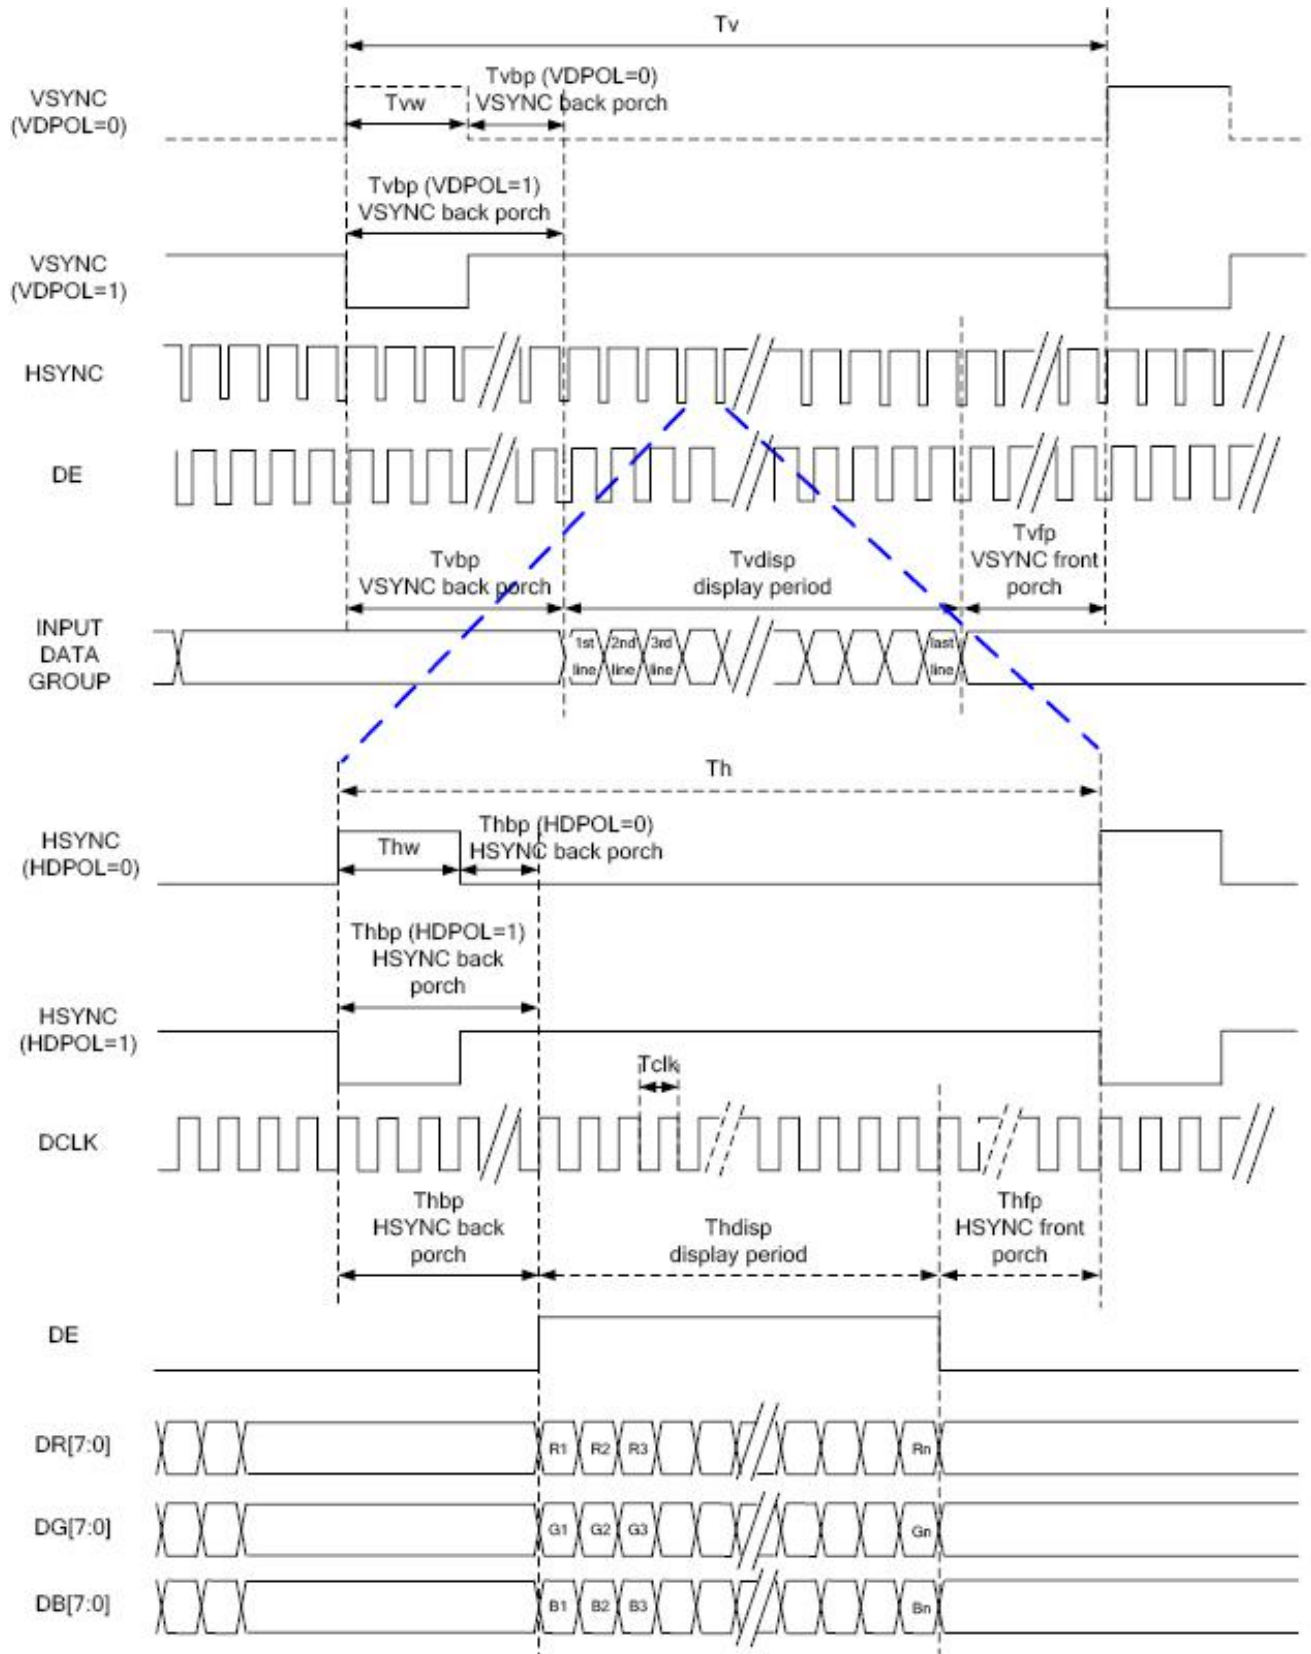 Tv
VSYNC
(VDPOL=0)
Tvw
Tvbp (VDPOL=0)
VSYNC back porch
Tvbp (VDPOL=1)
VSYNC back porch
VSYNC
(VDPOL=1)
HSYNC
DE
Tvbp
VSYNC back porch
Tvdisp
display period
Tvfp
VSYNC front
porch
INPUT
DATA
GROUP
1st
line
2nd
line
3rd
line
last
line
Th
HSYNC
(HDPOL=0)
Thw
Thbp (HDPOL=0)
HSYNC back porch
Thbp (HDPOL=1)
HSYNC back
porch
HSYNC
(HDPOL=1)
Tclk
DCLK
Thbp
HSYNC back
porch
Thdisp
display period
Thfp
HSYNC front
porch
DE
DR[7:0]
R1 R2 R3 Rn
DG[7:0]
G1 G2 G3 Gn
DB[7:0]
B1 B2 B3 Bn